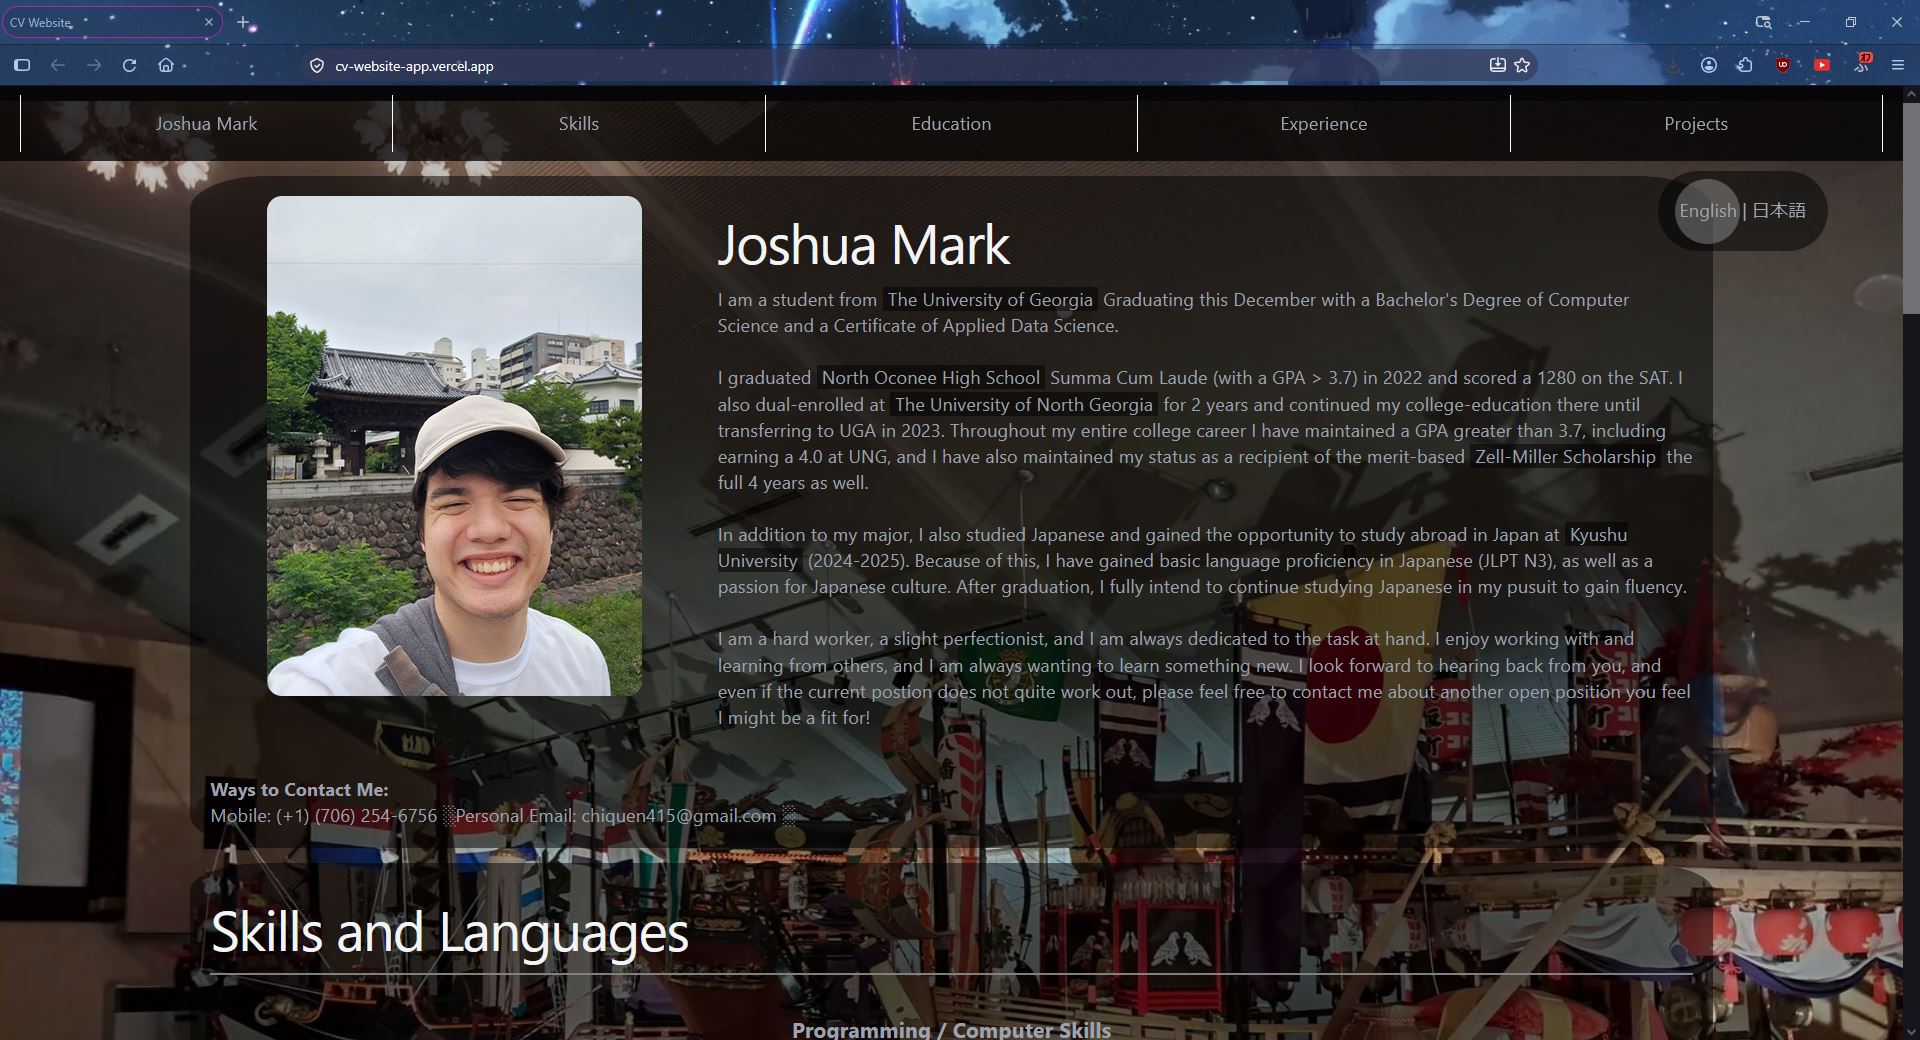 CV Website
cv-website-app.vercel.app
17
Joshua Mark
Skills
Education
Experience
Projects
English | 日本語
Joshua Mark
I am a student from The University of Georgia Graduating this December with a Bachelor's Degree of Computer
Science and a Certificate of Applied Data Science.
I graduated North Oconee High School Summa Cum Laude (with a GPA > 3.7) in 2022 and scored a 1280 on the SAT. I
also dual-enrolled at The University of North Georgia for 2 years and continued my college-education there until
transferring to UGA in 2023. Throughout my entire college career I have maintained a GPA greater than 3.7, including
earning a 4.0 at UNG, and I have also maintained my status as a recipient of the merit-based Zell-Miller Scholarship the
full 4 years as well.
In addition to my major, I also studied Japanese and gained the opportunity to study abroad in Japan at Kyushu
University (2024-2025). Because of this, I have gained basic language proficiency in Japanese (JLPT N3), as well as a
passion for Japanese culture. After graduation, I fully intend to continue studying Japanese in my pusuit to gain fluency.
I am a hard worker, a slight perfectionist, and I am always dedicated to the task at hand. I enjoy working with and
learning from others, and I am always wanting to learn something new. I look forward to hearing back from you, and
even if the current postion does not quite work out, please feel free to contact me about another open position you feel
I might be a fit for!
Ways to Contact Me:
Mobile: (+1) (706) 254-6756 ░Personal Email: chiquen415@gmail.com ░
Skills and Languages
Programming / Computer Skills